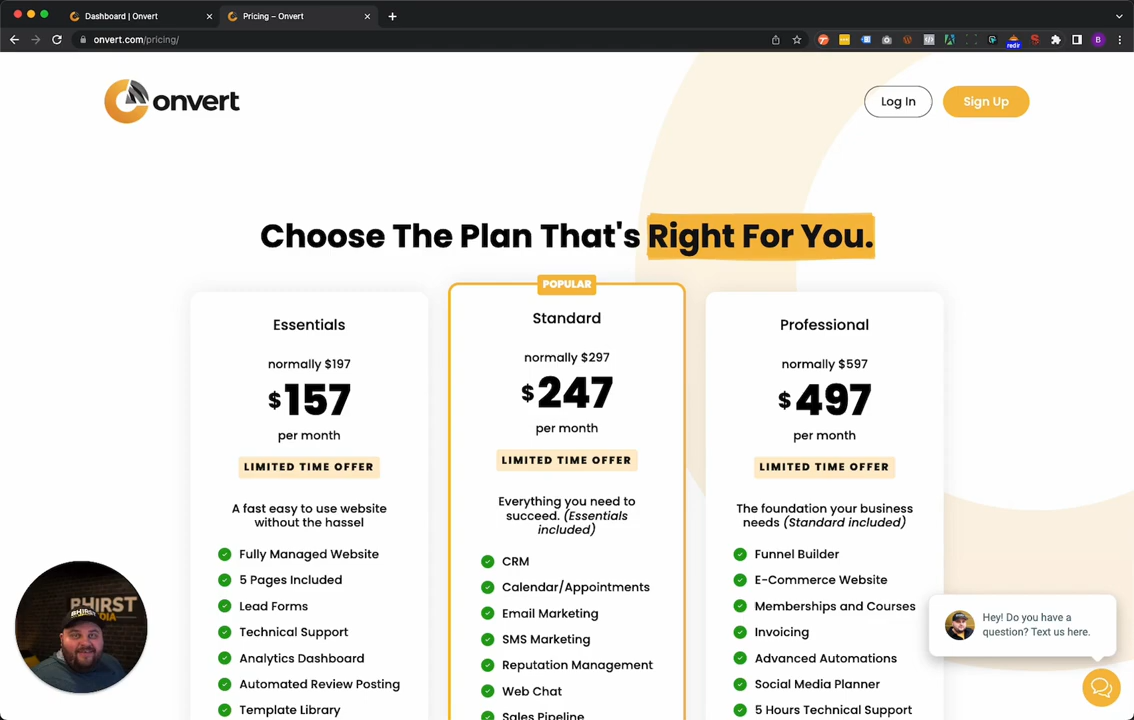 Dashboard | Onvert
Pricing – Onvert
onvert.com/pricing/
redir
B
onvert
Log In
Sign Up
Choose The Plan That's Right For You.
Essentials
normally $197
$157
per month
LIMITED TIME OFFER
A fast easy to use website
without the hassel
Fully Managed Website
5 Pages Included
Lead Forms
Technical Support
Analytics Dashboard
Automated Review Posting
Template Library
POPULAR
Standard
normally $297
$247
per month
LIMITED TIME OFFER
Everything you need to
succeed. (Essentials
included)
CRM
Calendar/Appointments
Email Marketing
SMS Marketing
Reputation Management
Web Chat
Sales Pipeline
Professional
normally $597
$497
per month
LIMITED TIME OFFER
The foundation your business
needs (Standard included)
Funnel Builder
E-Commerce Website
Memberships and Courses
Invoicing
Advanced Automations
Social Media Planner
5 Hours Technical Support
BHIRST
Hey! Do you have a
question? Text us here.